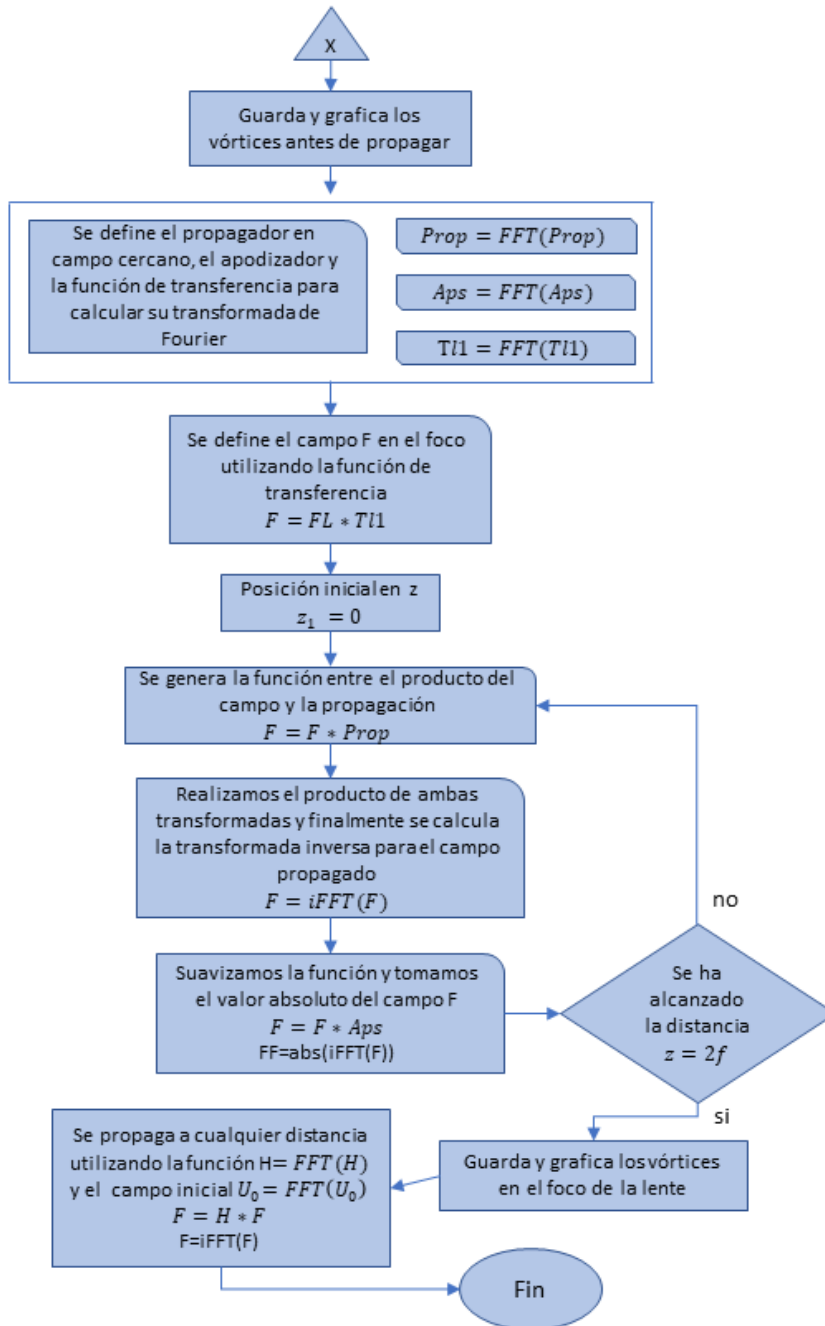 X
Guarda y grafica los
vórtices antes de propagar
Se define el propagador en
campo cercano, el apodizador y
la función de transferencia para
calcular su transformada de
Fourier
Prop = FFT(Prop)
Aps = FFT(Aps)
Tl1 = FFT(Tl1)
Se define el campo F en el foco
utilizando la función de
transferencia
F = FL * Tl1
Posición inicial en z
z₁ = 0
Se genera la función entre el producto del
campo y la propagación
F = F * Prop
Realizamos el producto de ambas
transformadas y finalmente se calcula
la transformada inversa para el campo
propagado
F = iFFT(F)
Suavizamos la función y tomamos
el valor absoluto del campo F
F = F * Aps
FF=abs(iFFT(F))
no
Se ha
alcanzado
la distancia
z = 2f
si
Guarda y grafica los vórtices
en el foco de la lente
Se propaga a cualquier distancia
utilizando la función H= FFT(H)
y el campo inicial U₀ = FFT(U₀)
F = H * F
F=iFFT(F)
Fin